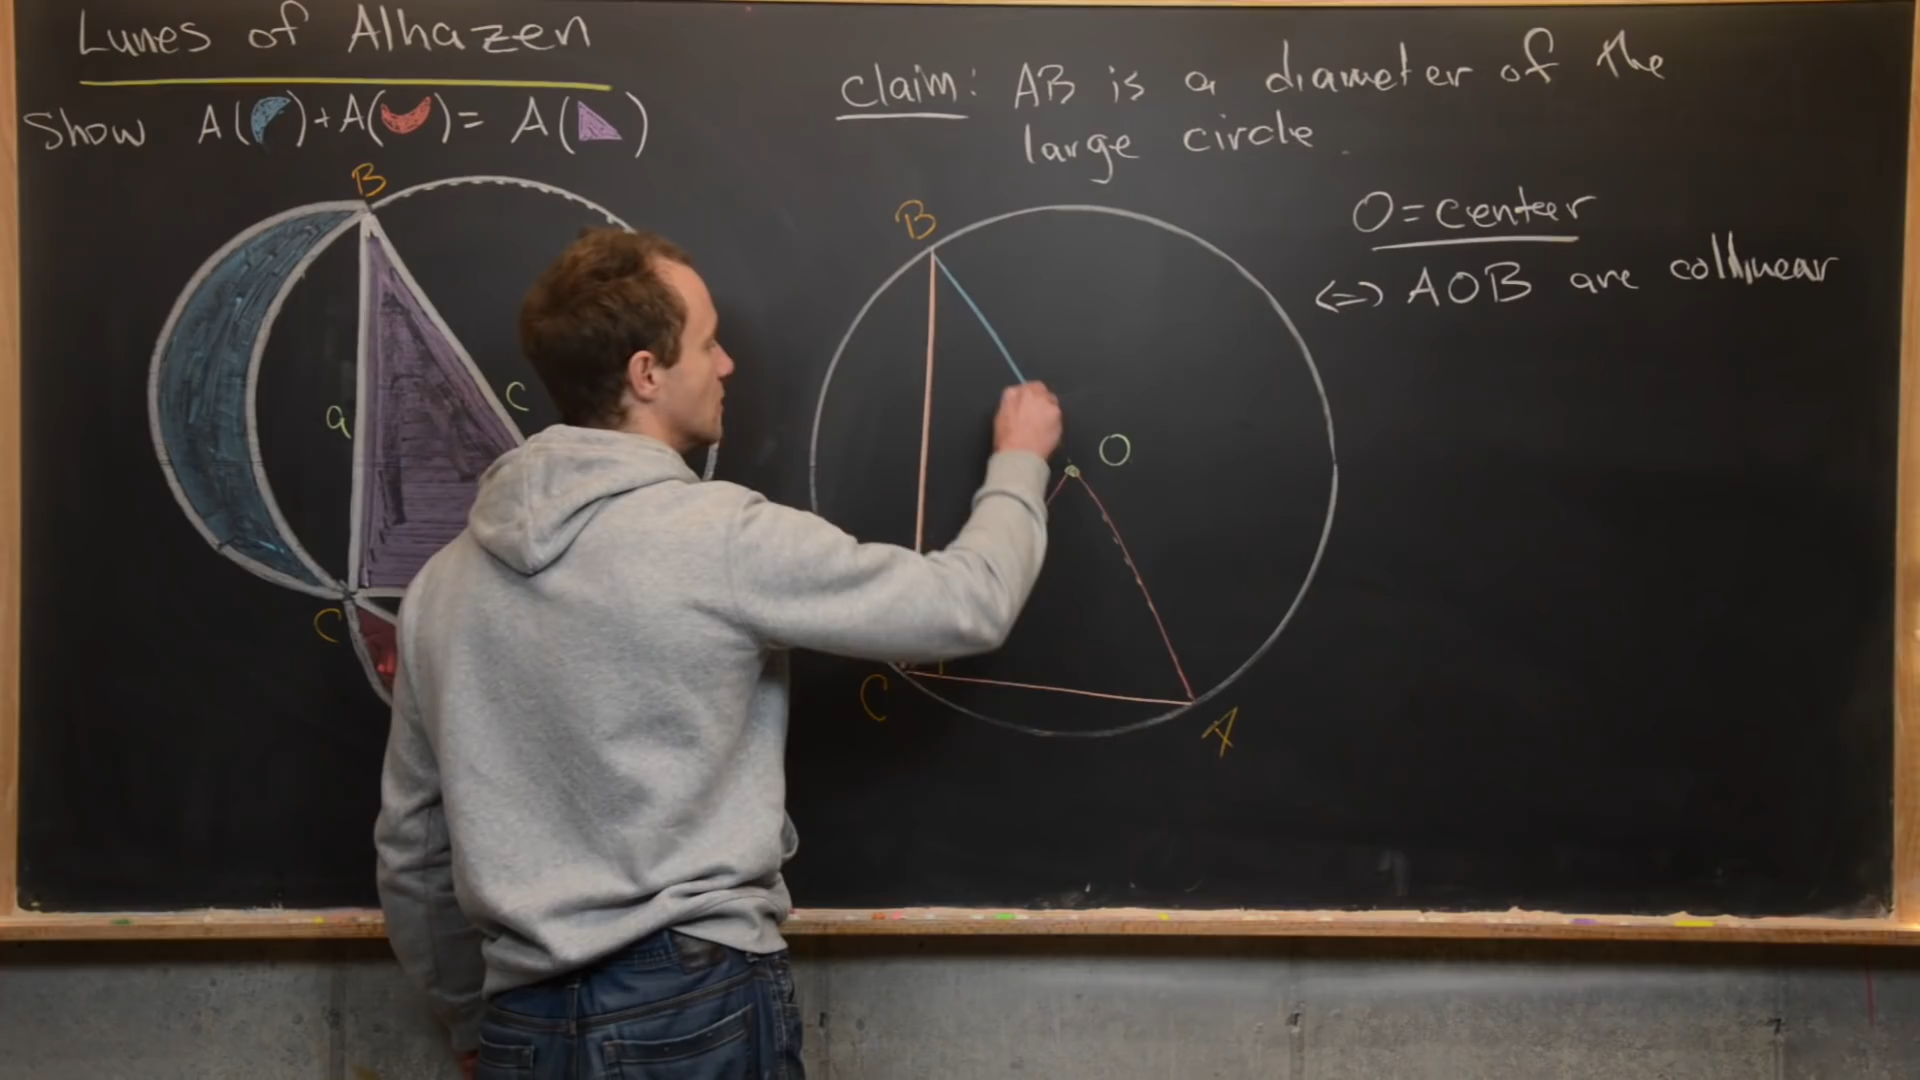 Lunes of Alhazen
Show A( ) + A( ) = A( )
B
a
c
C
claim: AB is a diameter of the
large circle.
O = center
<=> AOB are collinear
B
O
C
A